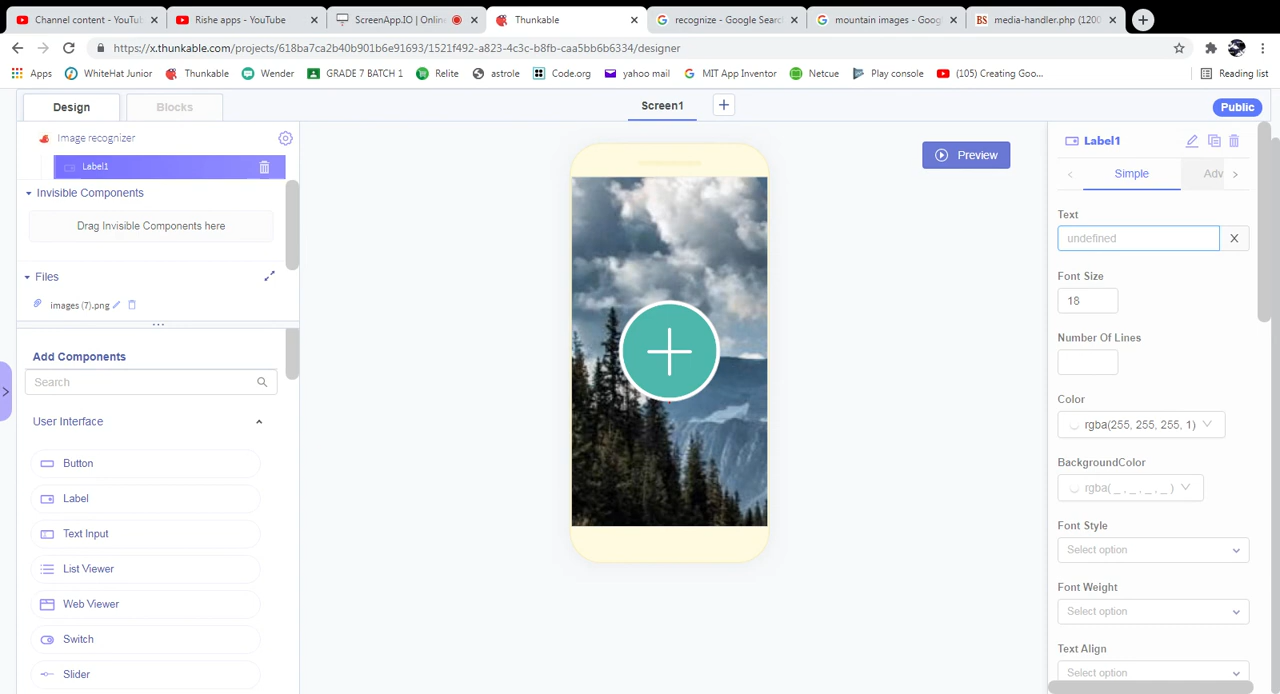 Channel content - YouTub
Rishe apps - YouTube
ScreenApp.IO | Online
Thunkable
recognize - Google Searc
mountain images - Goog
BS media-handler.php (1200
https://x.thunkable.com/projects/618ba7ca2b40b901b6e91693/1521f492-a823-4c3c-b8fb-caa5bb6b6334/designer
Apps
WhiteHat Junior
Thunkable
Wender
GRADE 7 BATCH 1
Relite
astrole
Code.org
yahoo mail
MIT App Inventor
Netcue
Play console
(105) Creating Goo...
Reading list
Design
Blocks
Screen1
Public
Image recognizer
Label1
Invisible Components
Drag Invisible Components here
Files
images (7).png
Add Components
Search
User Interface
Button
Label
Text Input
List Viewer
Web Viewer
Switch
Slider
Preview
Label1
Simple
Adv
Text
undefined
X
Font Size
18
Number Of Lines
Color
rgba(255, 255, 255, 1)
BackgroundColor
rgba( _ , _ , _ , _ )
Font Style
Select option
Font Weight
Select option
Text Align
Select option